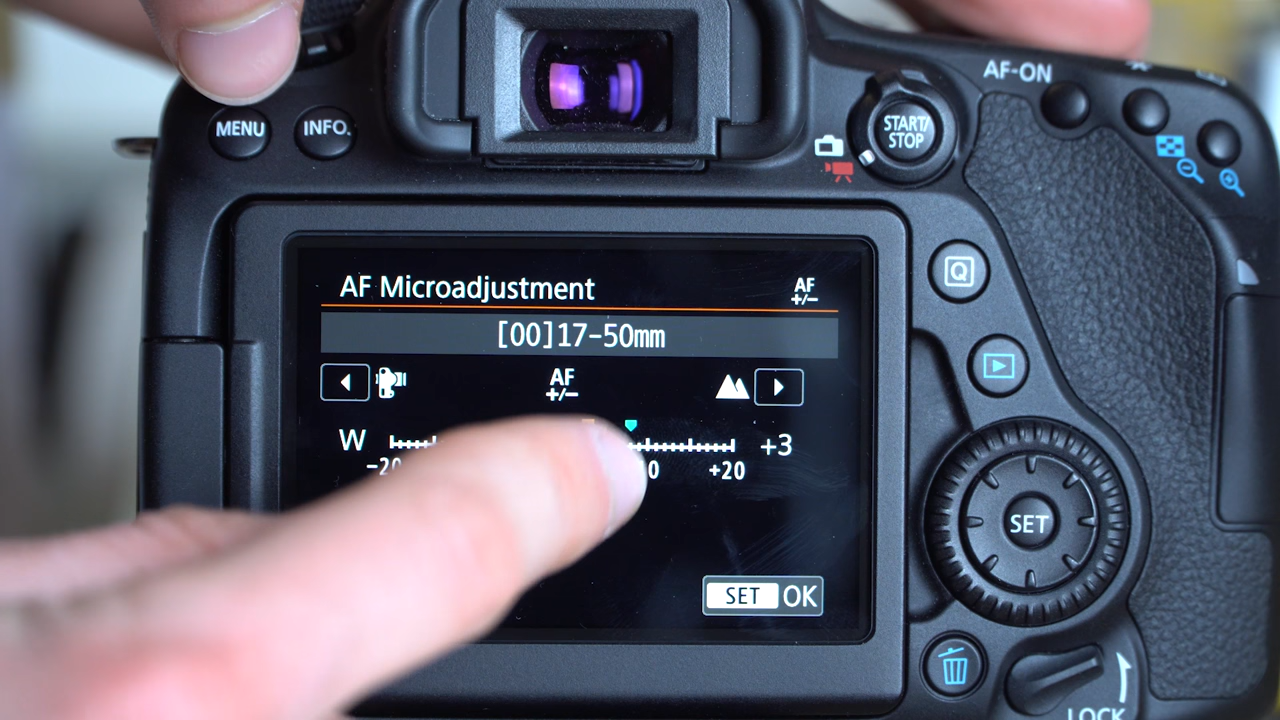 AF-ON
MENU
INFO.
START/
STOP
Q
AF Microadjustment
AF
+/−
[00]17-50mm
AF
+/−
W
+3
+20
SET
SET OK
LOCK